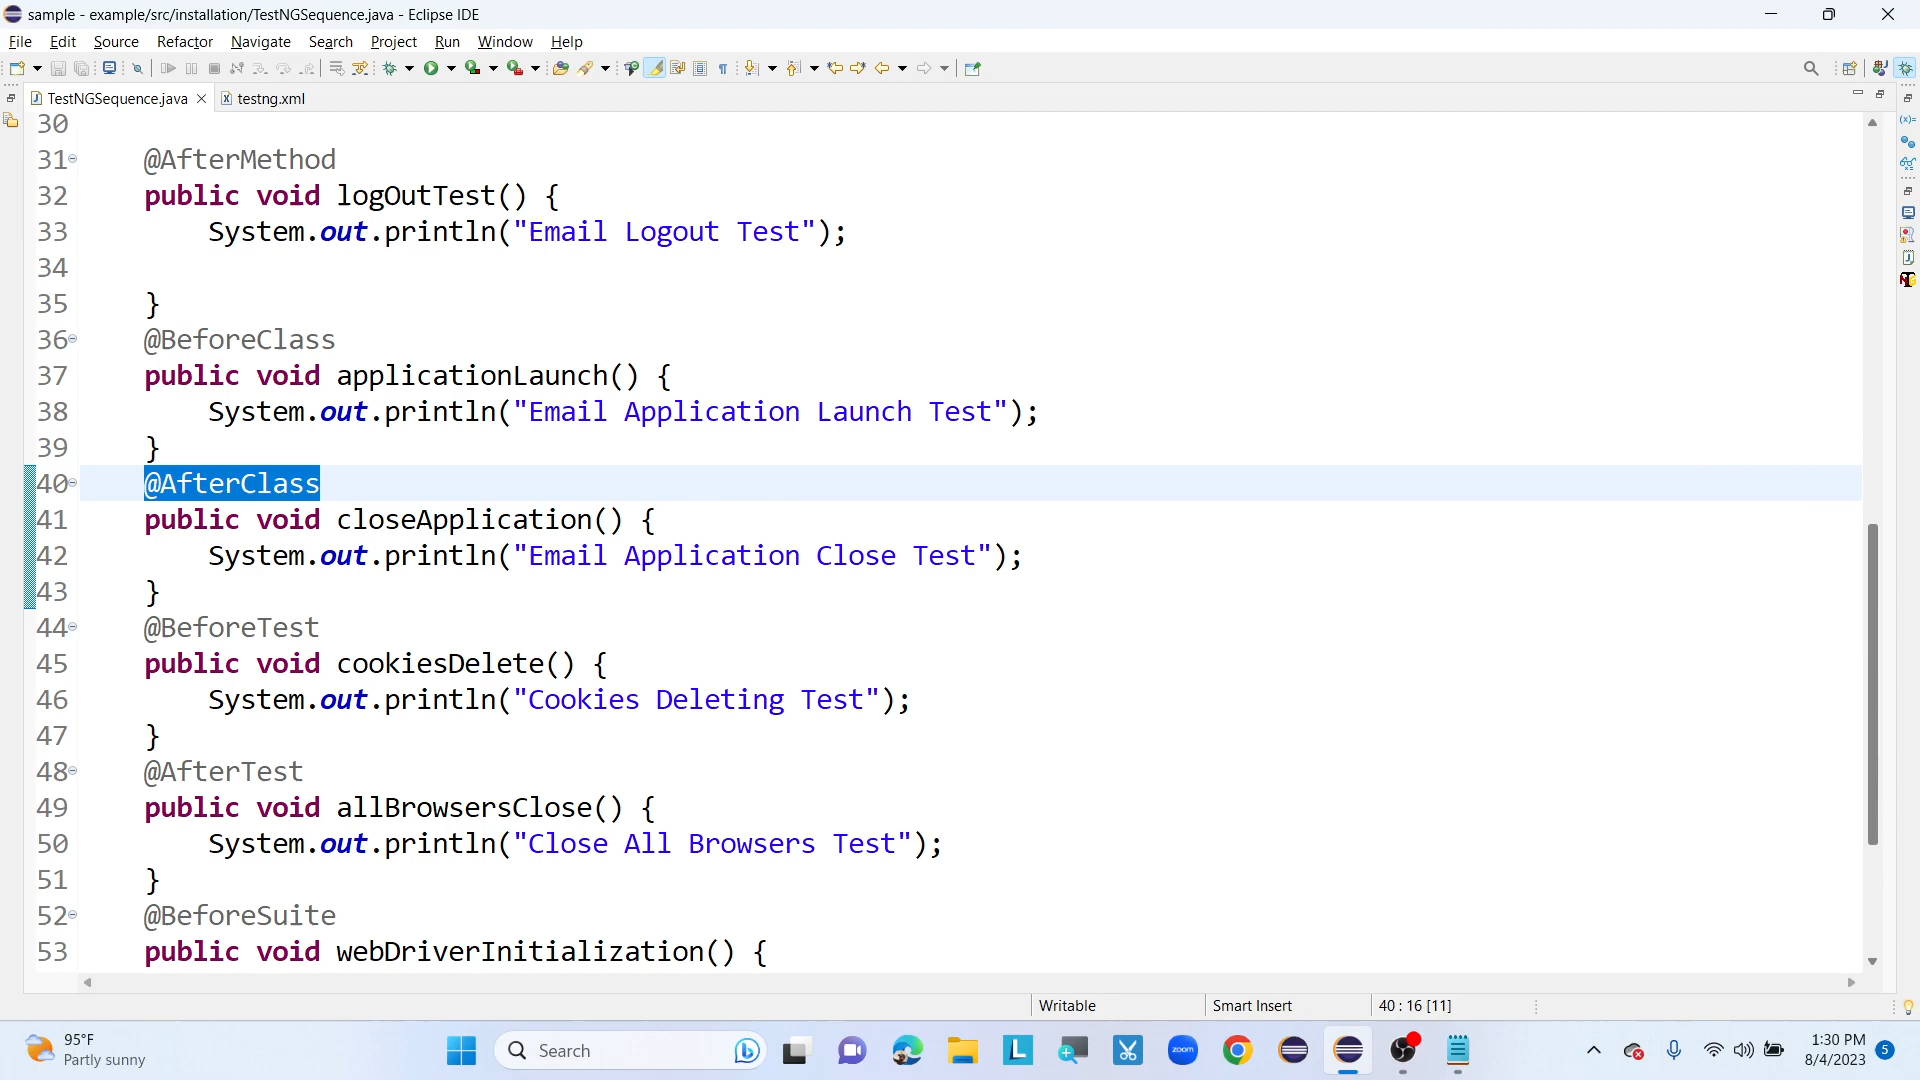 sample - example/src/installation/TestNGSequence.java - Eclipse IDE
File Edit Source Refactor Navigate Search Project Run Window Help
TestNGSequence.java testng.xml
30
31 @AfterMethod
32 public void logOutTest() {
33 System.out.println("Email Logout Test");
34
35 }
36 @BeforeClass
37 public void applicationLaunch() {
38 System.out.println("Email Application Launch Test");
39 }
40 @AfterClass
41 public void closeApplication() {
42 System.out.println("Email Application Close Test");
43 }
44 @BeforeTest
45 public void cookiesDelete() {
46 System.out.println("Cookies Deleting Test");
47 }
48 @AfterTest
49 public void allBrowsersClose() {
50 System.out.println("Close All Browsers Test");
51 }
52 @BeforeSuite
53 public void webDriverInitialization() {
Writable Smart Insert 40 : 16 [11]
95°F
Partly sunny
Search
zoom
L
1:30 PM
8/4/2023
5